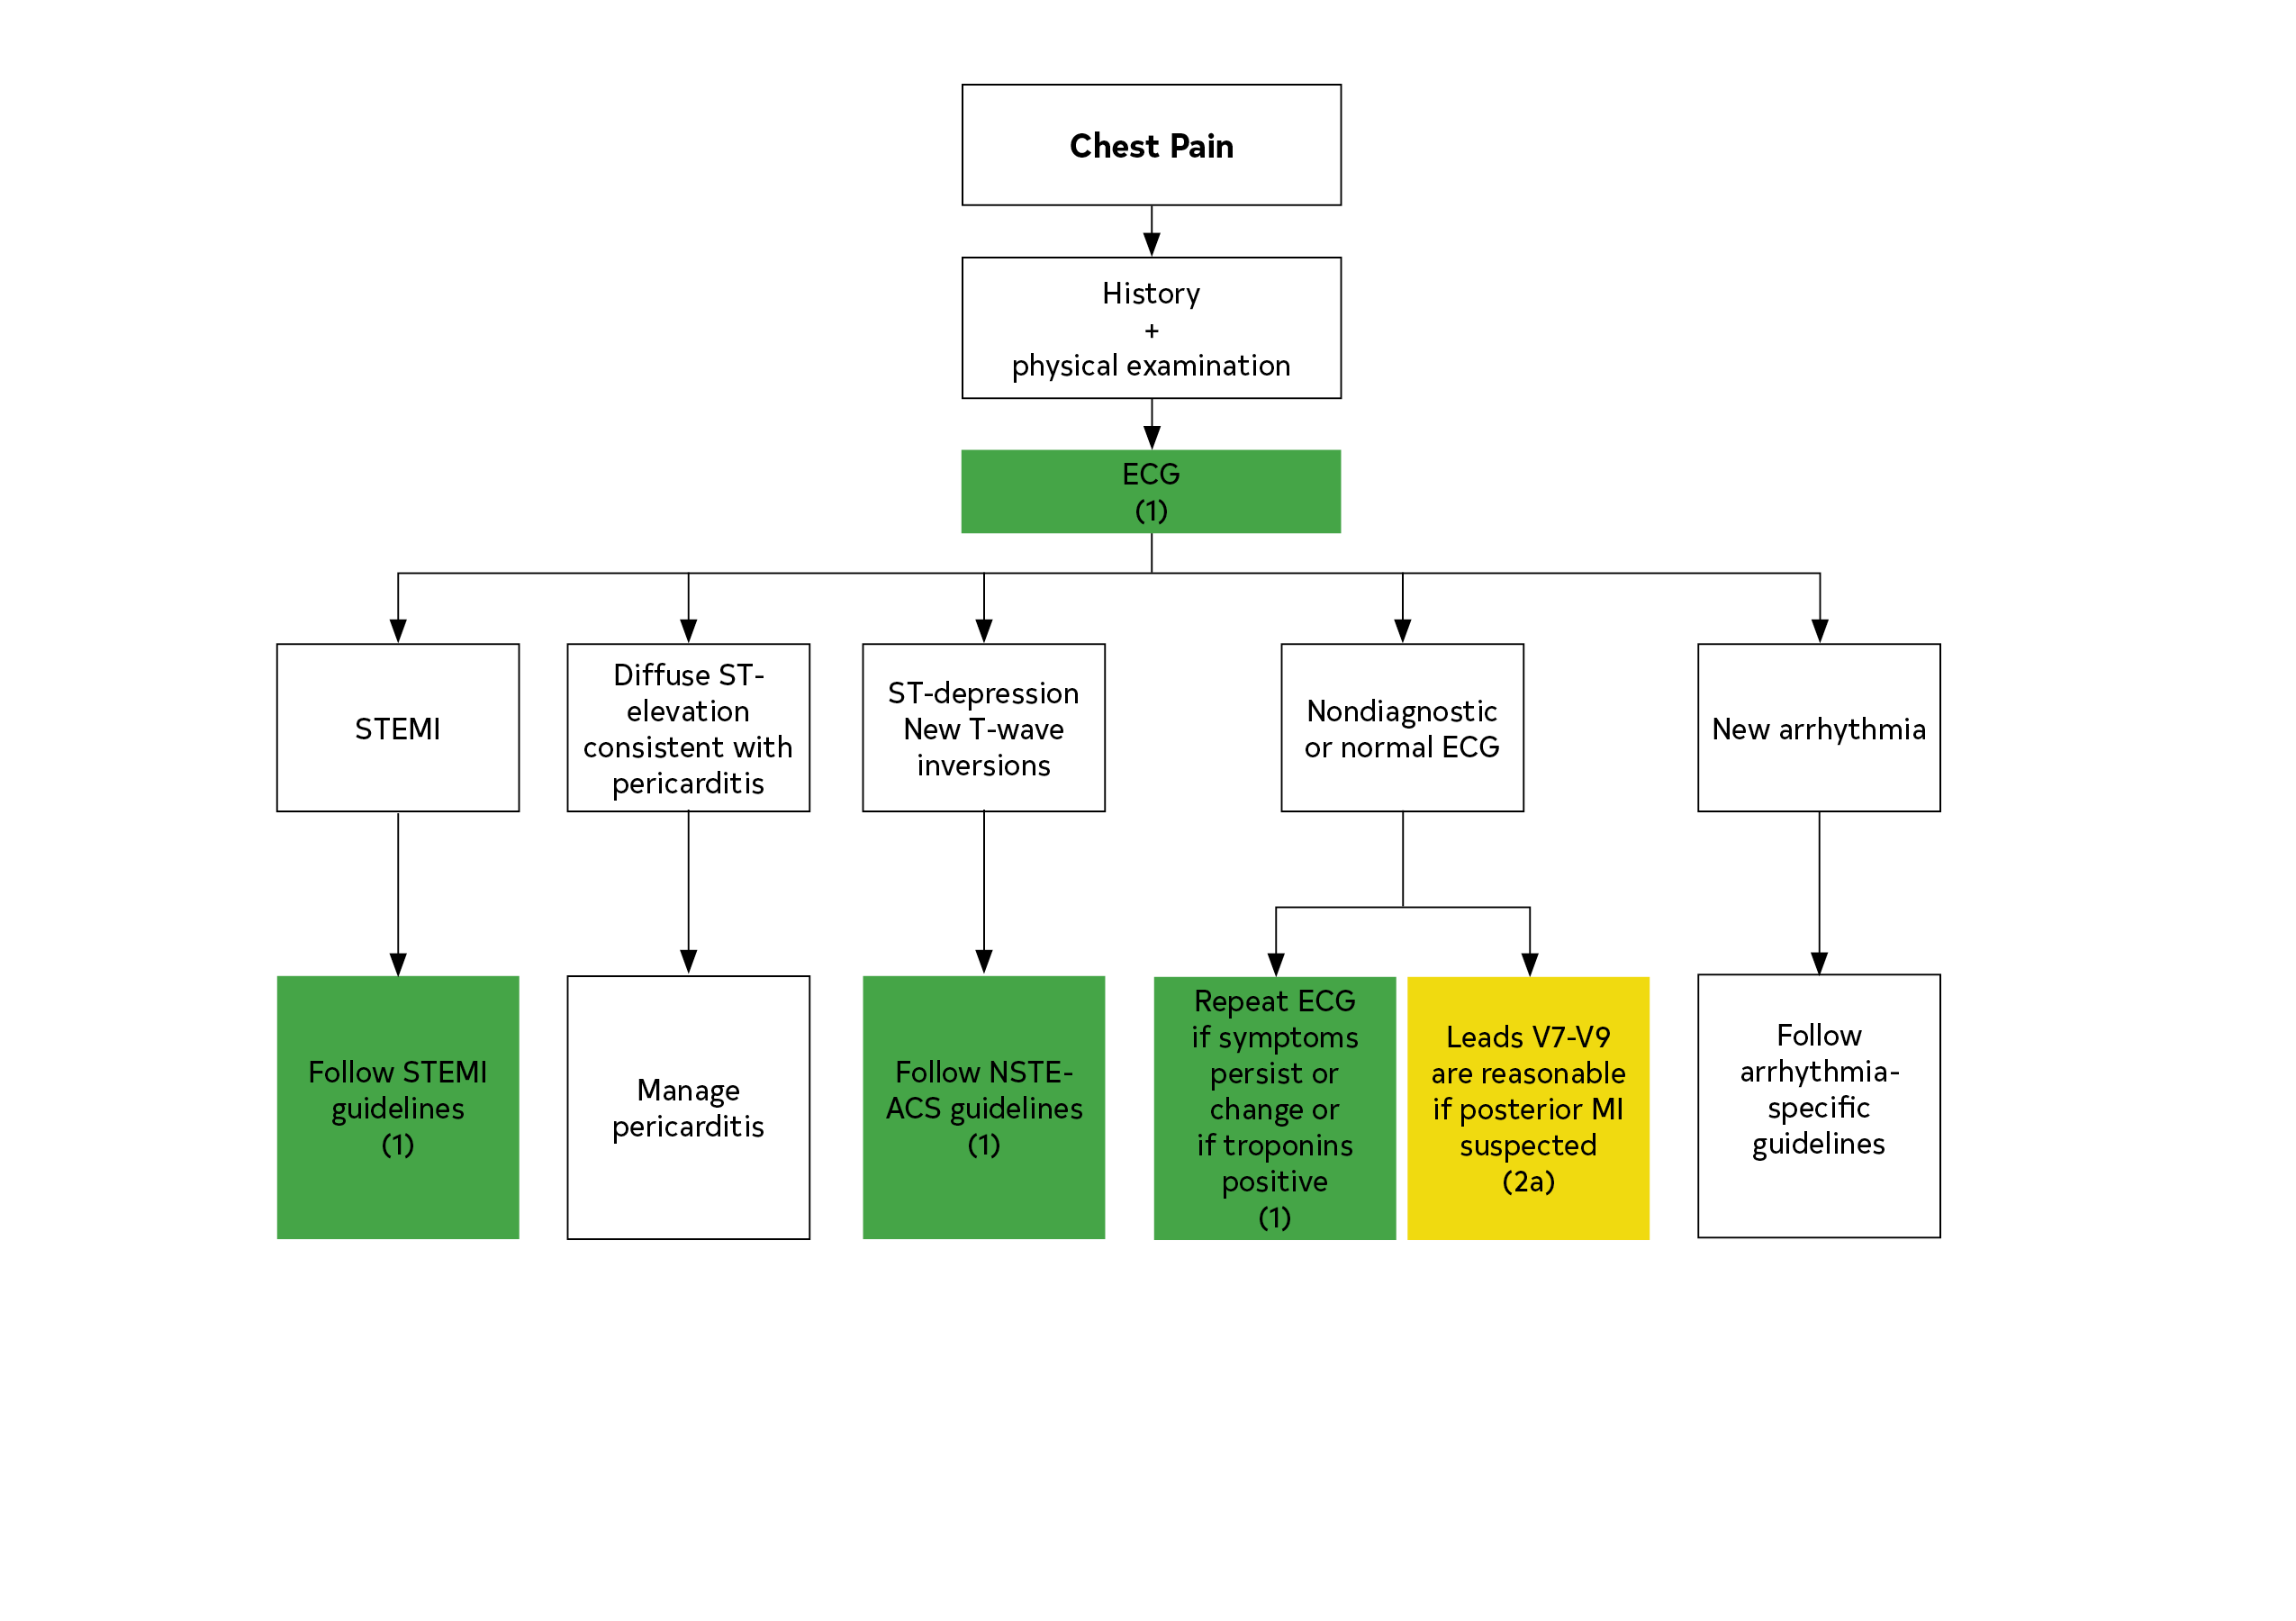 Chest Pain
History
+
physical examination
ECG
(1)
STEMI
Diffuse ST-
elevation
consistent with
pericarditis
ST-depression
New T-wave
inversions
Nondiagnostic
or normal ECG
New arrhythmia
Follow STEMI
guidelines
(1)
Manage
pericarditis
Follow NSTE-
ACS guidelines
(1)
Repeat ECG
if symptoms
persist or
change or
if troponins
positive
(1)
Leads V7-V9
are reasonable
if posterior MI
suspected
(2a)
Follow
arrhythmia-
specific
guidelines